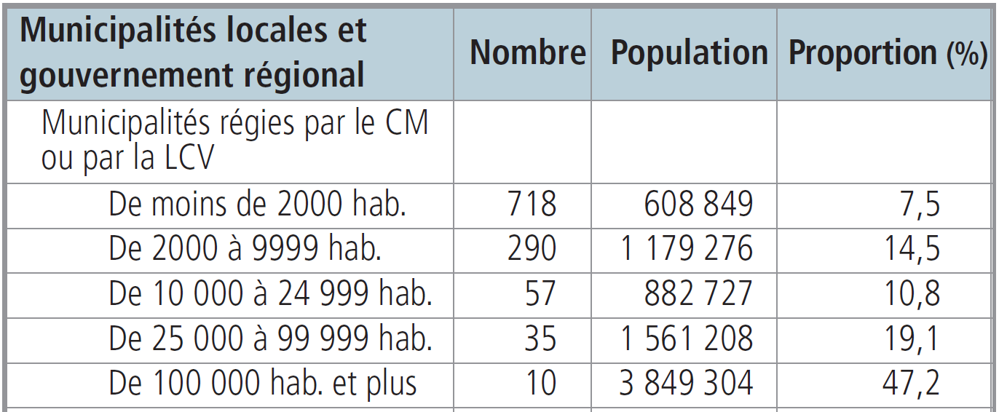 Municipalités locales et
gouvernement régional Nombre Population Proportion (%)
Municipalités régies par le CM
ou par la LCV
De moins de 2000 hab. 718 608 849 7,5
De 2000 à 9999 hab. 290 1 179 276 14,5
De 10 000 à 24 999 hab. 57 882 727 10,8
De 25 000 à 99 999 hab. 35 1 561 208 19,1
De 100 000 hab. et plus 10 3 849 304 47,2